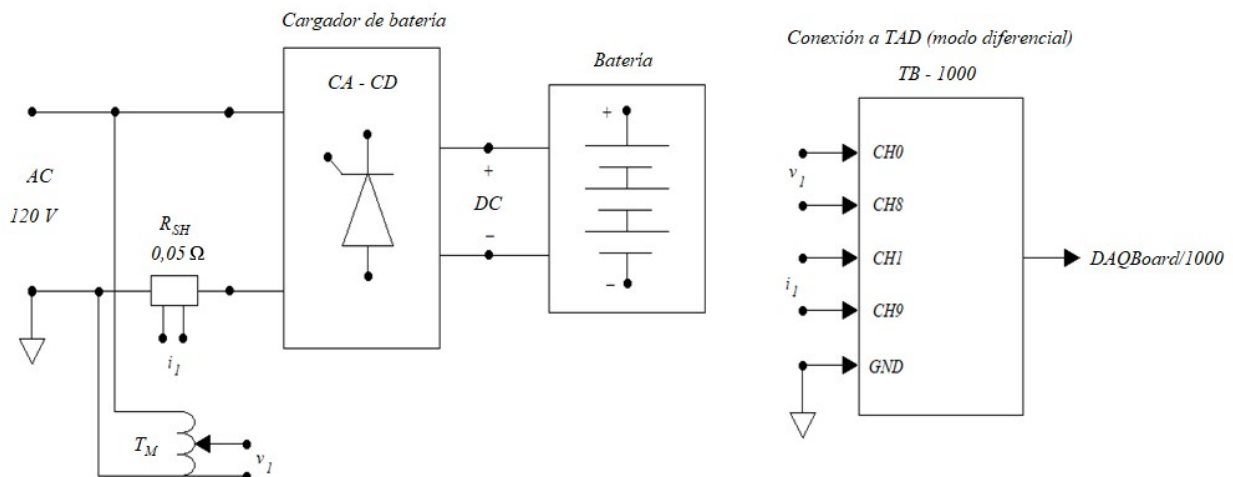 Cargador de batería
CA - CD
AC
120 V
R_SH
0,05 Ω
i_1
T_M
v_1
+
DC
−
Batería
+
−
Conexión a TAD (modo diferencial)
TB - 1000
v_1
CH0
CH8
i_1
CH1
CH9
GND
DAQBoard/1000